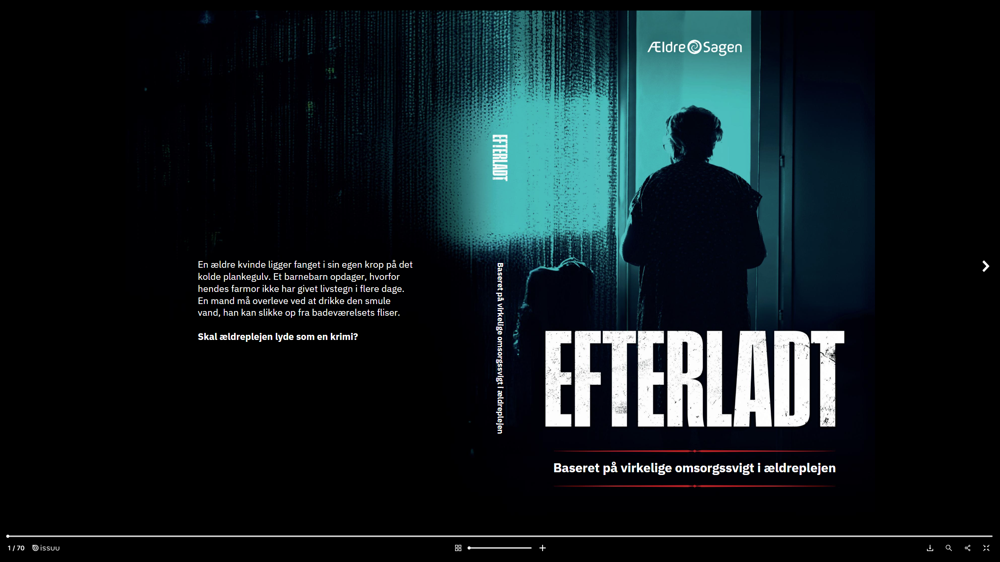 En ældre kvinde ligger fanget i sin egen krop på det
kolde plankegulv. Et barnebarn opdager, hvorfor
hendes farmor ikke har givet livstegn i flere dage.
En mand må overleve ved at drikke den smule
vand, han kan slikke op fra badeværelsets fliser.
Skal ældreplejen lyde som en krimi?
EFTERLADT
Baseret på virkelige omsorgssvigt i ældreplejen
Ældre Sagen
EFTERLADT
Baseret på virkelige omsorgssvigt i ældreplejen
1 / 70
issuu